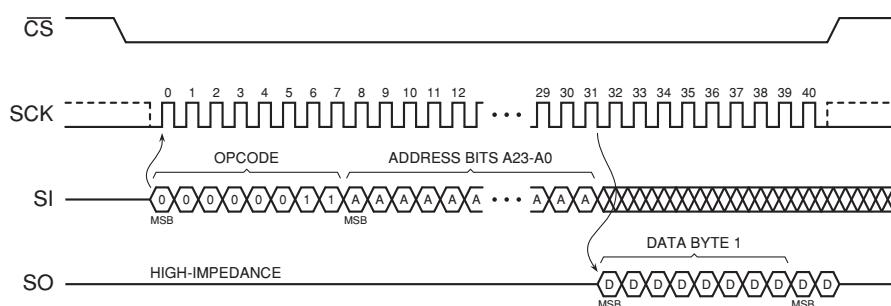 CS
0 1 2 3 4 5 6 7 8 9 10 11 12 29 30 31 32 33 34 35 36 37 38 39 40
SCK
OPCODE ADDRESS BITS A23-A0
SI 0 0 0 0 0 0 1 1 A A A A A A A A
MSB MSB
DATA BYTE 1
SO HIGH-IMPEDANCE D D D D D D D D D D
MSB MSB